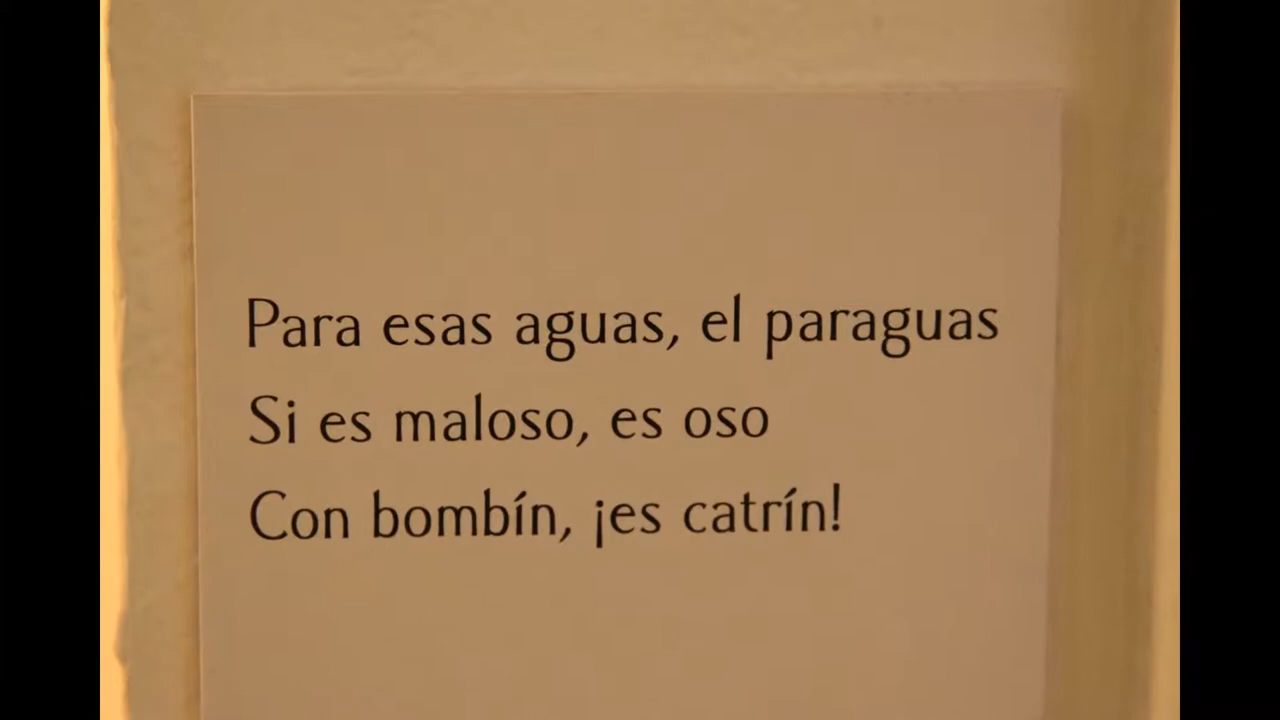 Para esas aguas, el paraguas
Si es maloso, es oso
Con bombín, ¡es catrín!